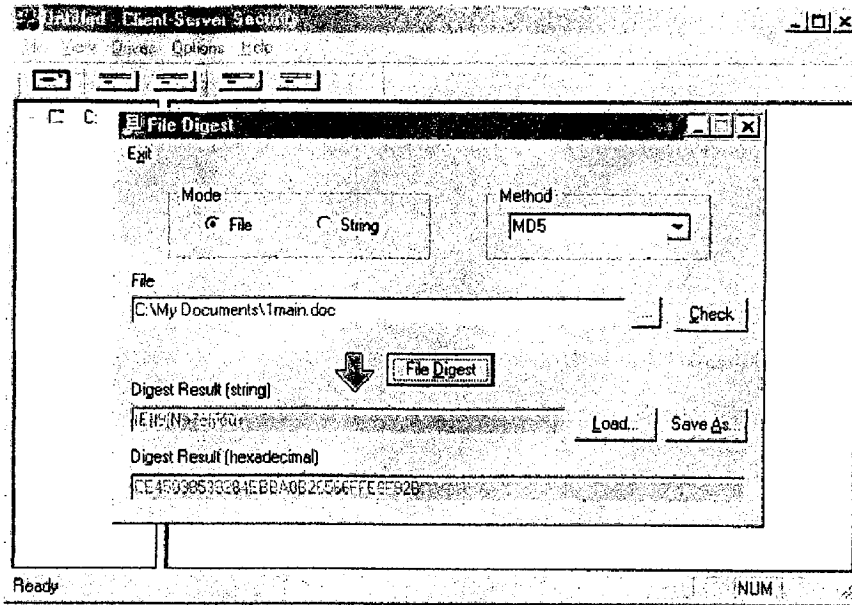 Untitled - Client-Server Security
View Drives Options Help
C:
File Digest
Exit
Mode
File String
Method
MD5
File
C:\My Documents\1main.doc
... Check
File Digest
Digest Result (string)
Load... Save As...
Digest Result (hexadecimal)
Ready
NUM